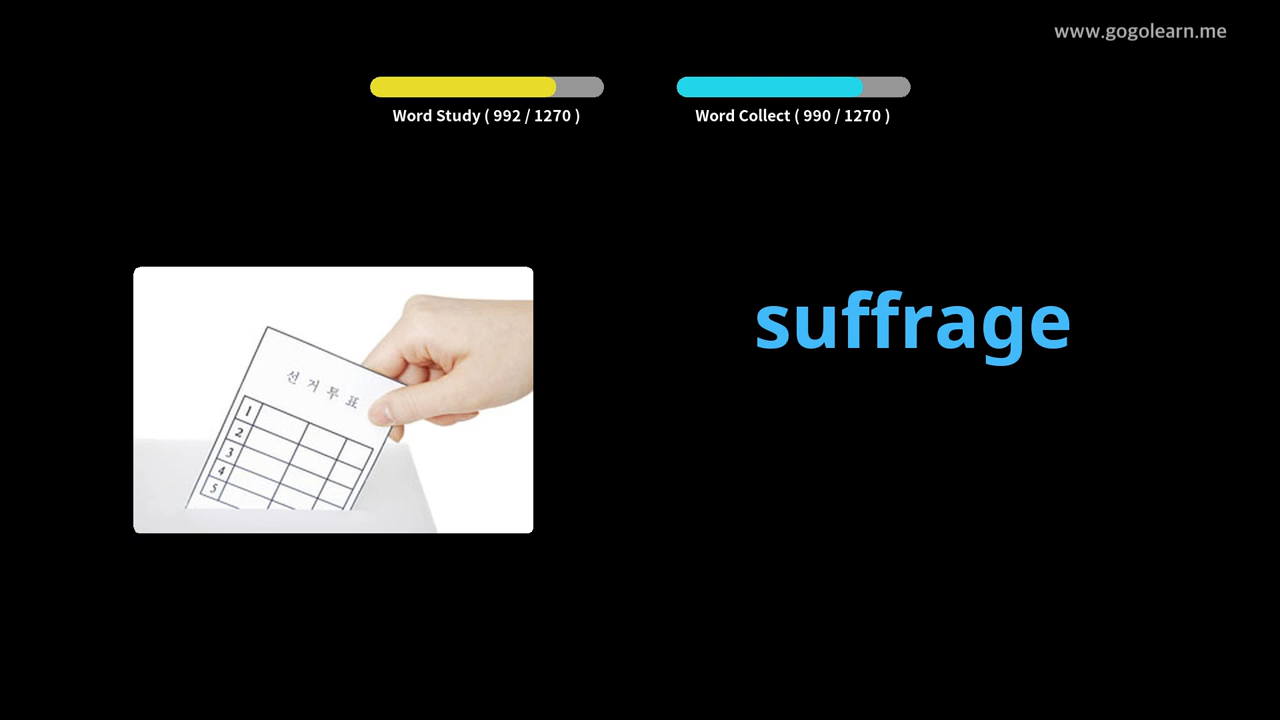 www.gogolearn.me
Word Study ( 992 / 1270 )
Word Collect ( 990 / 1270 )
suffrage
선거투표
1
2
3
4
5